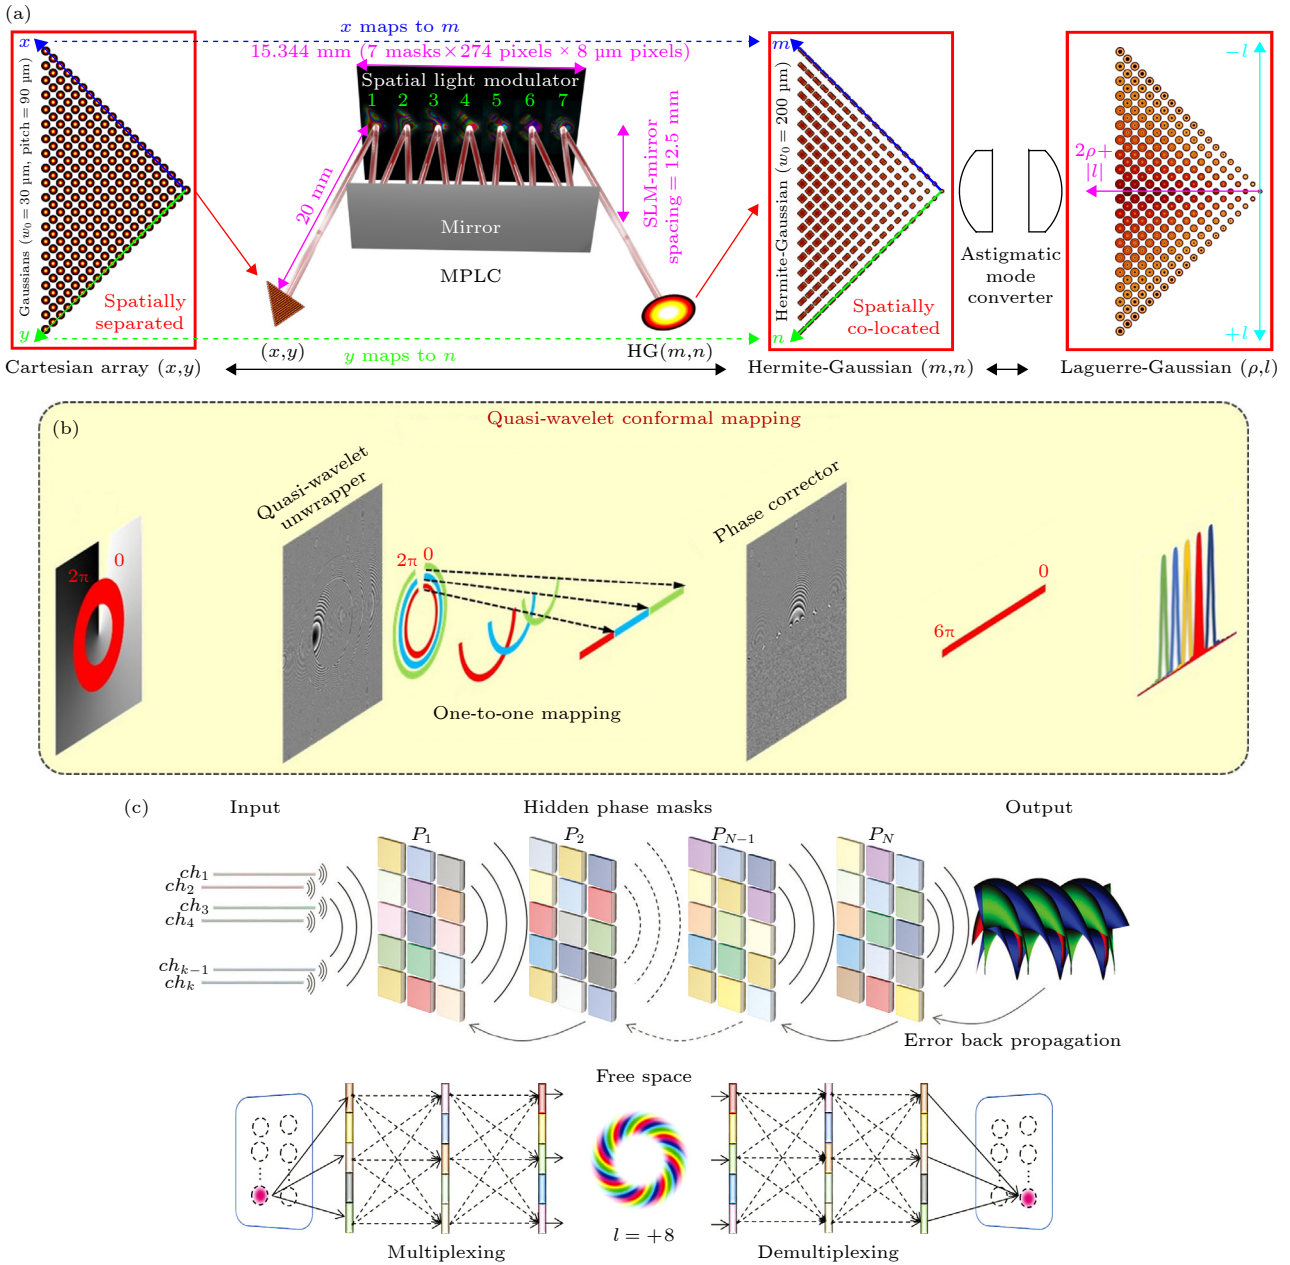 (a)
x maps to m
15.344 mm (7 masks×274 pixels × 8 µm pixels)
x
Gaussians (w₀ = 30 µm, pitch = 90 µm)
Spatially
separated
y
Spatial light modulator
1 2 3 4 5 6 7
20 mm
SLM-mirror
spacing = 12.5 mm
Mirror
MPLC
(x,y)
y maps to n
HG(m,n)
m
Hermite-Gaussian (w₀ = 200 µm)
Spatially
co-located
n
Astigmatic
mode
converter
−l
2ρ+
|l|
+l
Cartesian array (x,y)
Hermite-Gaussian (m,n)
Laguerre-Gaussian (ρ,l)
(b)
Quasi-wavelet conformal mapping
2π
0
Quasi-wavelet
unwrapper
2π 0
One-to-one mapping
Phase corrector
0
6π
(c)
Input
Hidden phase masks
Output
P₁ P₂ P_{N−1} P_N
ch₁
ch₂
ch₃
ch₄
ch_{k−1}
ch_k
Error back propagation
Free space
l = +8
Multiplexing
Demultiplexing